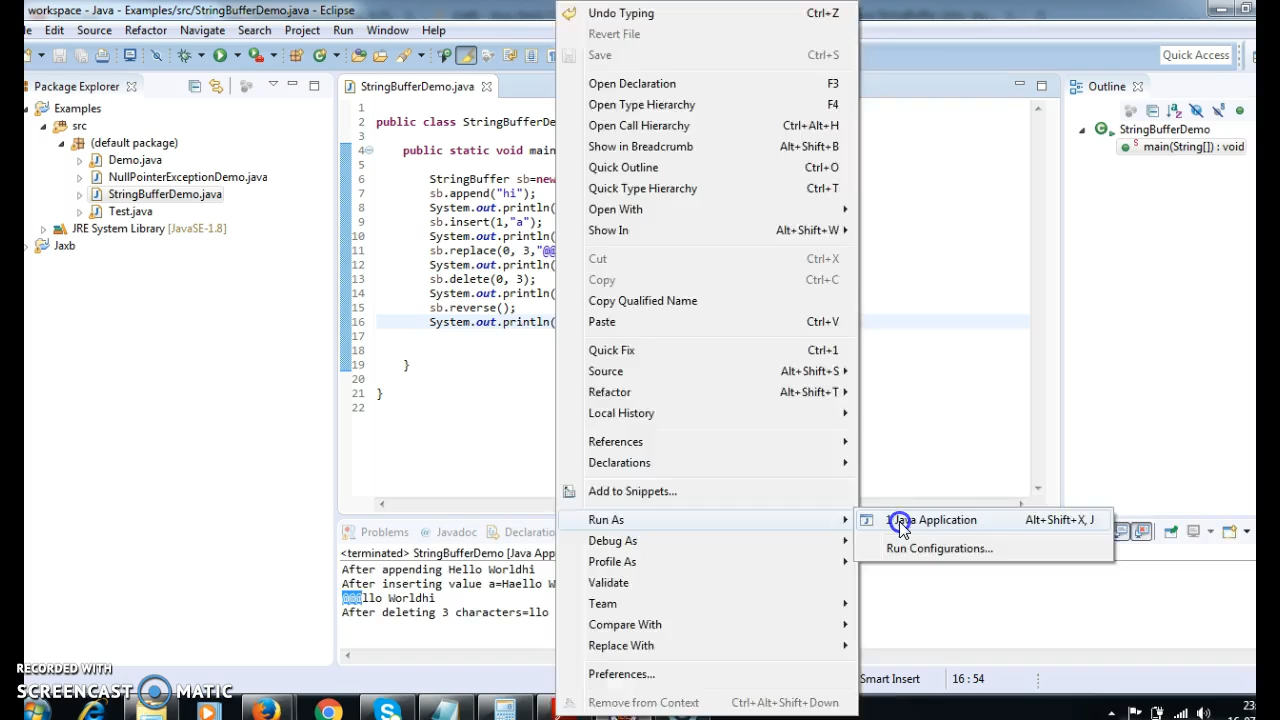 workspace - Java - Examples/src/StringBufferDemo.java - Eclipse
Edit Source Refactor Navigate Search Project Run Window Help
Quick Access
Package Explorer
Examples
src
(default package)
Demo.java
NullPointerExceptionDemo.java
StringBufferDemo.java
Test.java
JRE System Library [JavaSE-1.8]
Jaxb
StringBufferDemo.java
1
2 public class StringBufferDe
3
4 public static void main
5
6 StringBuffer sb=new
7 sb.append("hi");
8 System.out.println(
9 sb.insert(1,"a");
10 System.out.println(
11 sb.replace(0, 3,"@@
12 System.out.println(
13 sb.delete(0, 3);
14 System.out.println(
15 sb.reverse();
16 System.out.println(
17
18
19 }
20
21 }
22
Undo Typing Ctrl+Z
Revert File
Save Ctrl+S
Open Declaration F3
Open Type Hierarchy F4
Open Call Hierarchy Ctrl+Alt+H
Show in Breadcrumb Alt+Shift+B
Quick Outline Ctrl+O
Quick Type Hierarchy Ctrl+T
Open With
Show In Alt+Shift+W
Cut Ctrl+X
Copy Ctrl+C
Copy Qualified Name
Paste Ctrl+V
Quick Fix Ctrl+1
Source Alt+Shift+S
Refactor Alt+Shift+T
Local History
References
Declarations
Add to Snippets...
Run As
Debug As
Profile As
Validate
Team
Compare With
Replace With
Preferences...
Remove from Context Ctrl+Alt+Shift+Down
1 Java Application Alt+Shift+X, J
Run Configurations...
Outline
StringBufferDemo
main(String[]) : void
Problems Javadoc Declaration
<terminated> StringBufferDemo [Java App
After appending Hello Worldhi
After inserting value a=Haello W
@@@llo Worldhi
After deleting 3 characters=llo
Smart Insert 16 : 54
RECORDED WITH
SCREENCAST MATIC